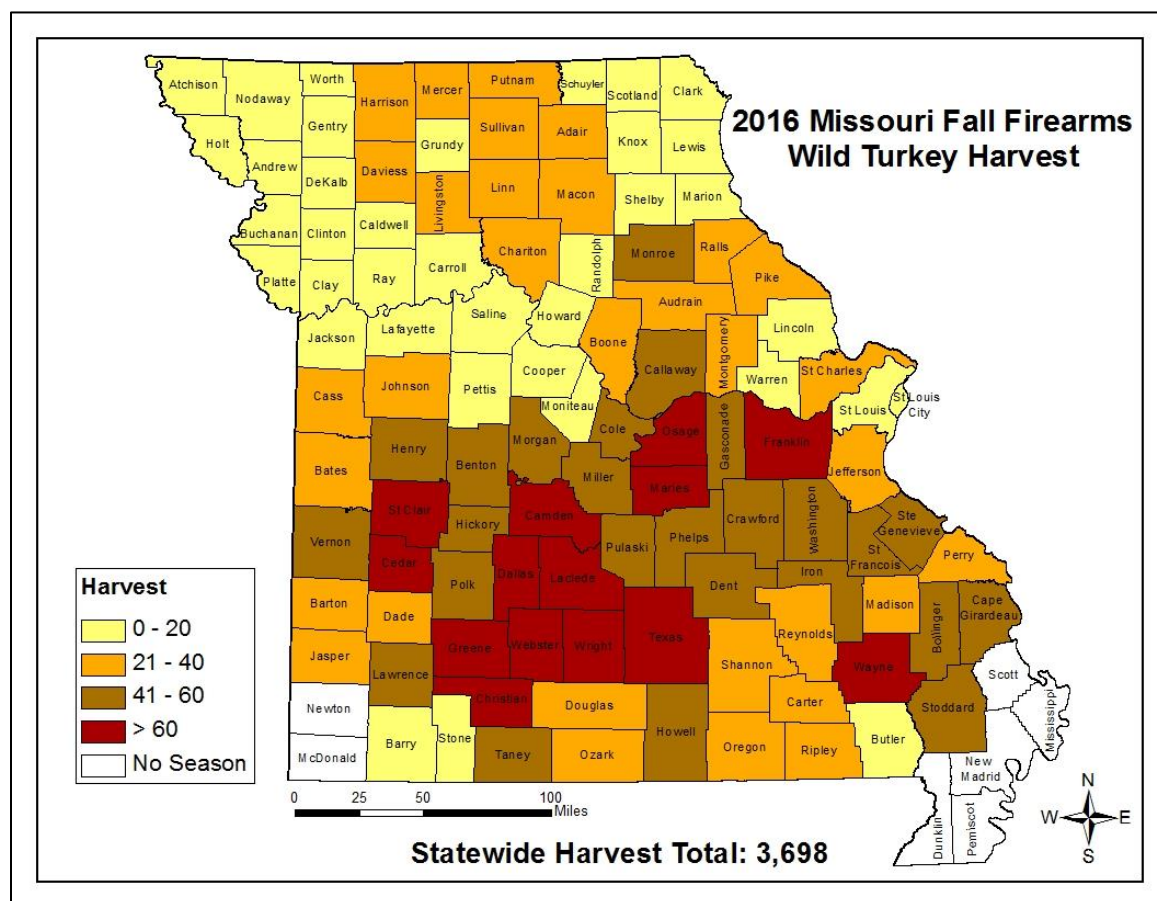 2016 Missouri Fall Firearms
Wild Turkey Harvest
Atchison
Nodaway
Worth
Harrison
Mercer
Putnam
Schuyler
Scotland
Clark
Holt
Andrew
Gentry
DeKalb
Daviess
Grundy
Sullivan
Adair
Knox
Lewis
Buchanan
Clinton
Caldwell
Livingston
Linn
Macon
Shelby
Marion
Platte
Clay
Ray
Carroll
Chariton
Randolph
Monroe
Ralls
Pike
Jackson
Lafayette
Saline
Howard
Boone
Audrain
Callaway
Montgomery
Lincoln
Warren
St Charles
St Louis
St Louis
City
Cass
Johnson
Pettis
Cooper
Moniteau
Cole
Osage
Gasconade
Franklin
Jefferson
Bates
Henry
Benton
Morgan
Miller
Maries
Vernon
St Clair
Hickory
Camden
Pulaski
Phelps
Crawford
Washington
St
Francois
Ste
Genevieve
Perry
Cedar
Polk
Dallas
Laclede
Dent
Iron
Madison
Bollinger
Cape
Girardeau
Barton
Dade
Greene
Webster
Wright
Texas
Reynolds
Shannon
Wayne
Scott
Mississippi
Jasper
Lawrence
Christian
Douglas
Howell
Carter
Stoddard
Newton
McDonald
Barry
Stone
Taney
Ozark
Oregon
Ripley
Butler
New
Madrid
Dunklin
Pemiscot
Harvest
0 - 20
21 - 40
41 - 60
> 60
No Season
0 25 50 100
Miles
N
W E
S
Statewide Harvest Total: 3,698